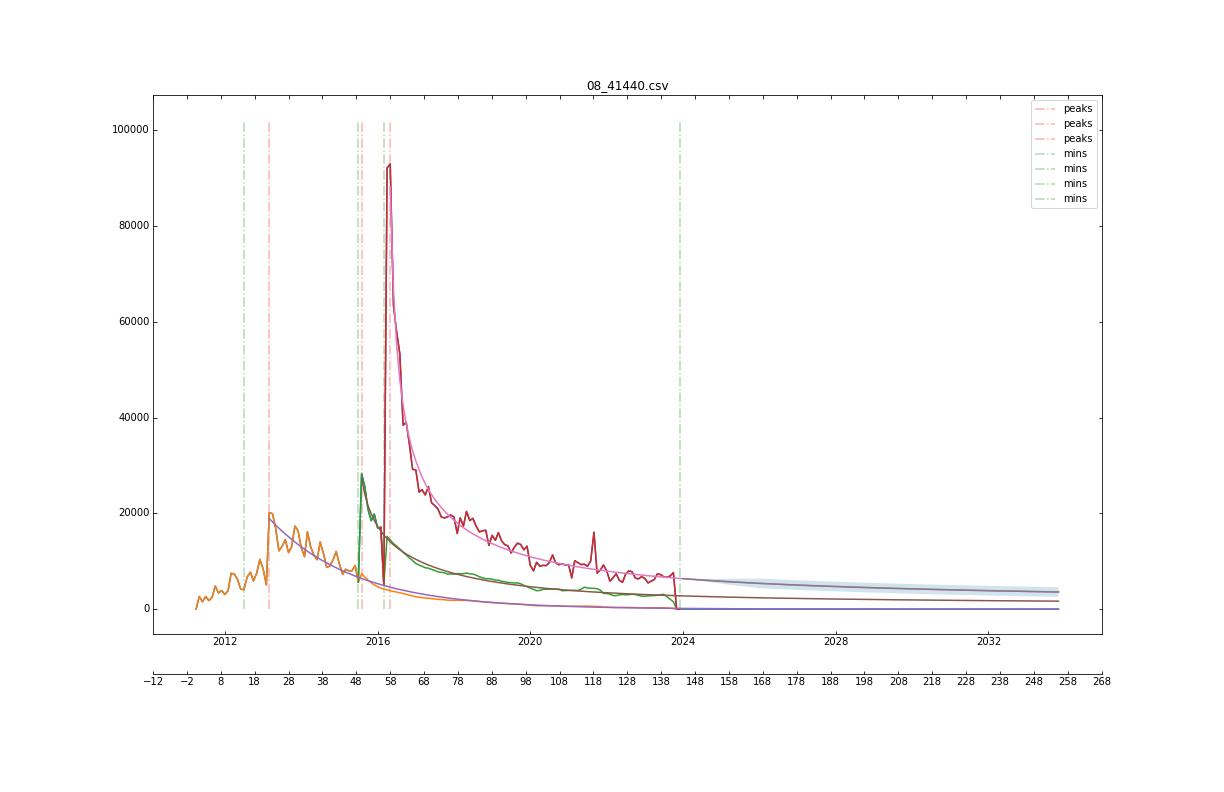 08_41440.csv
100000
80000
60000
40000
20000
0
peaks
peaks
peaks
mins
mins
mins
mins
2012 2016 2020 2024 2028 2032
−12 −2 8 18 28 38 48 58 68 78 88 98 108 118 128 138 148 158 168 178 188 198 208 218 228 238 248 258 268